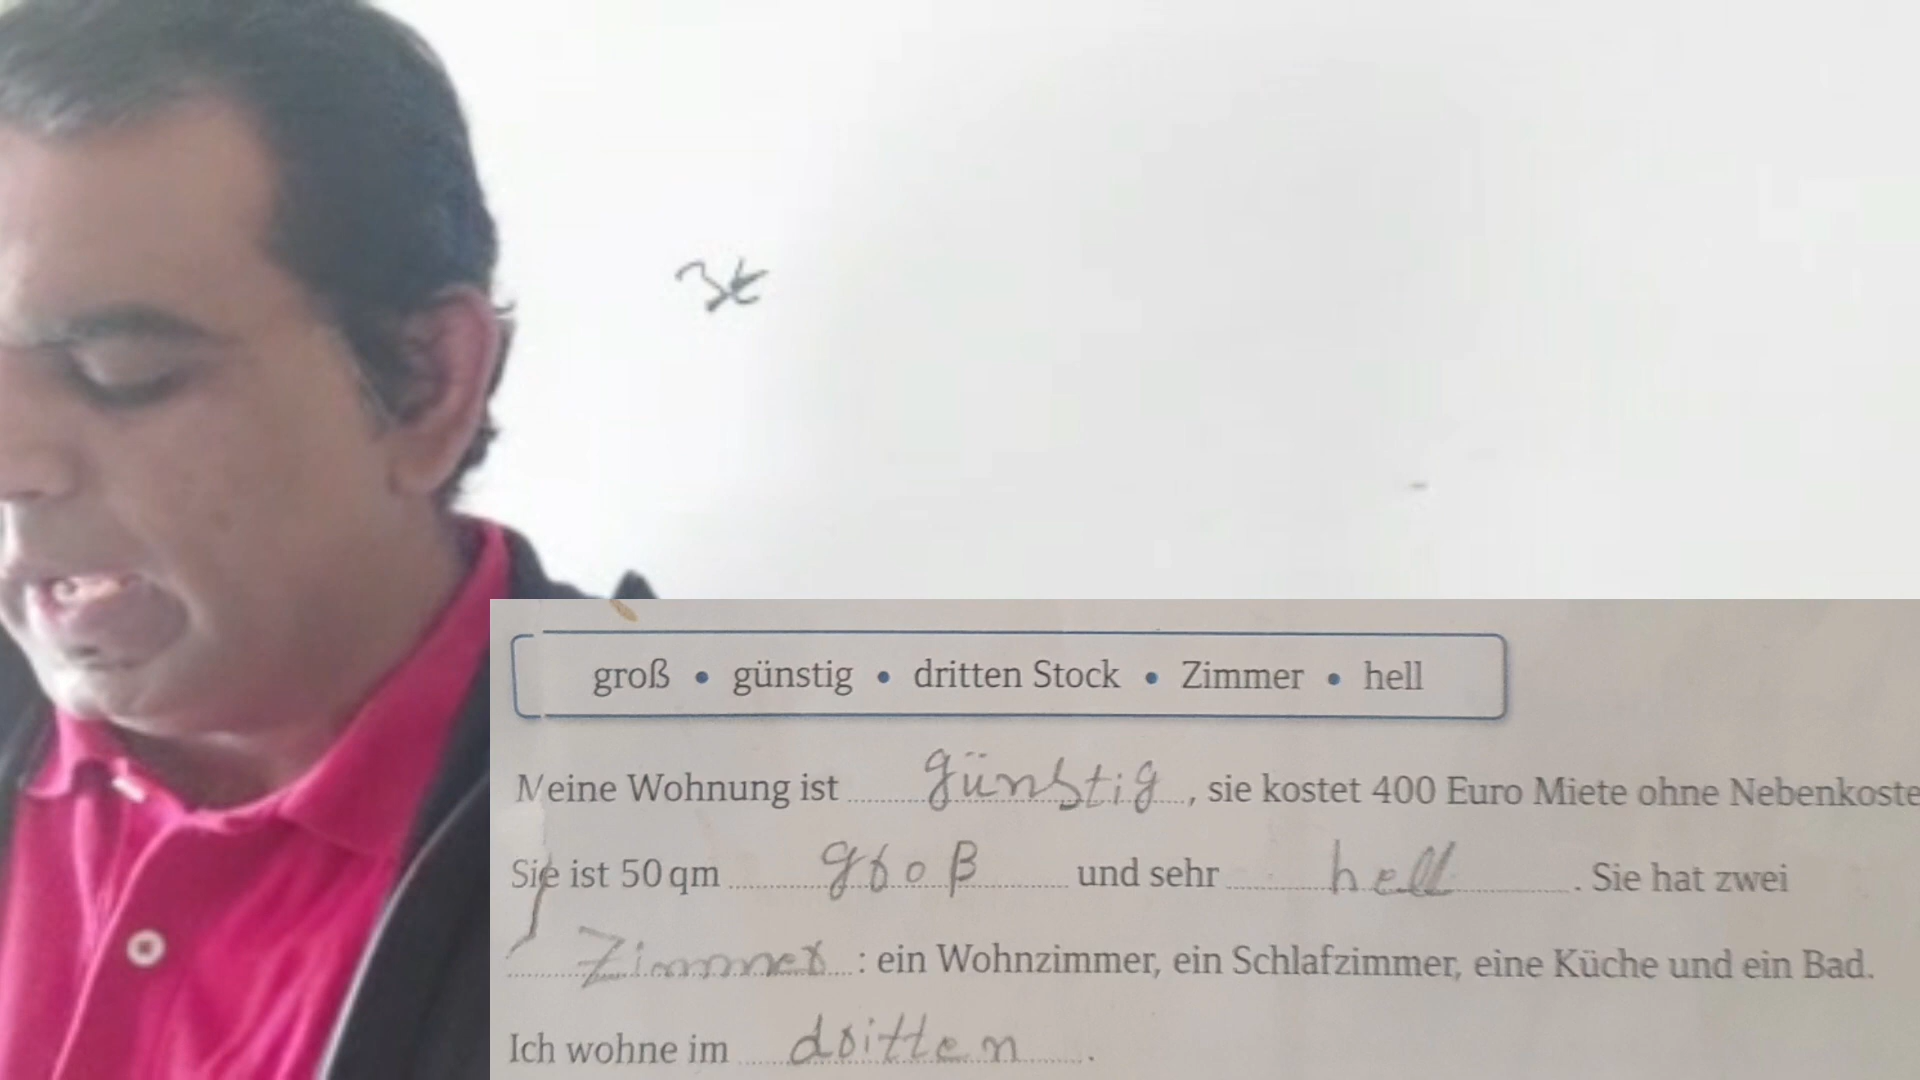 groß • günstig • dritten Stock • Zimmer • hell
Meine Wohnung ist günstig, sie kostet 400 Euro Miete ohne Nebenkoste
Sie ist 50 qm groß und sehr hell. Sie hat zwei
Zimmer: ein Wohnzimmer, ein Schlafzimmer, eine Küche und ein Bad.
Ich wohne im dritten.